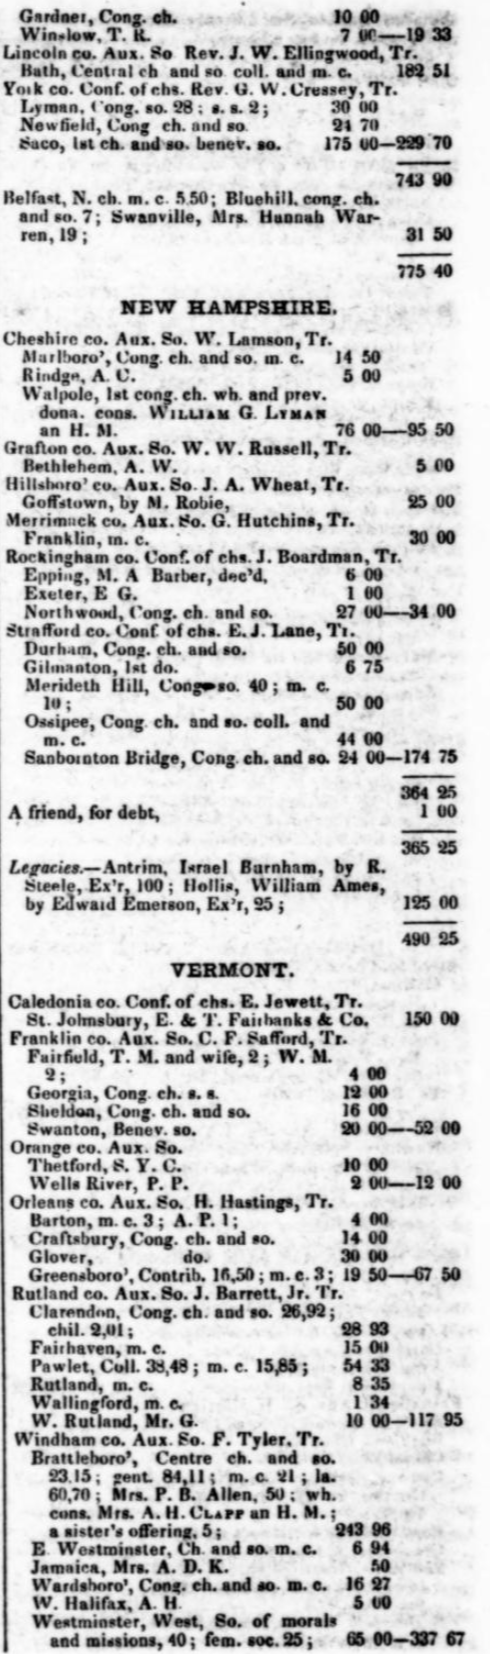 Gardner, Cong. ch. 10 00
Winslow, T. R. 7 00—19 33
Lincoln co. Aux. So Rev. J. W. Ellingwood, Tr.
Bath, Central ch and so coll. and m. c. 182 51
York co. Conf. of chs. Rev. G. W. Cressey, Tr.
Lyman, Cong. so. 28; s. s. 2; 30 00
Newfield, Cong ch. and so. 24 70
Saco, 1st ch. and so. benev. so. 175 00—229 70
743 90
Belfast, N. ch. m. c. 5,50; Bluehill, cong. ch.
and so. 7; Swanville, Mrs. Hannah War-
ren, 19; 31 50
775 40
NEW HAMPSHIRE.
Cheshire co. Aux. So. W. Lamson, Tr.
Marlboro', Cong. ch. and so. m. c. 14 50
Rindge, A. C. 5 00
Walpole, 1st cong. ch. wh. and prev.
dona. cons. WILLIAM G. LYMAN
an H. M. 76 00—95 50
Grafton co. Aux. So. W. W. Russell, Tr.
Bethlehem, A. W. 5 00
Hillsboro' co. Aux. So. J. A. Wheat, Tr.
Goffstown, by M. Robie, 25 00
Merrimack co. Aux. So. G. Hutchins, Tr.
Franklin, m. c. 30 00
Rockingham co. Conf. of chs. J. Boardman, Tr.
Epping, M. A Barber, dec'd, 6 00
Exeter, E G. 1 00
Northwood, Cong. ch. and so. 27 00—34 00
Strafford co. Conf of chs. E. J. Lane, Tr.
Durham, Cong. ch. and so. 50 00
Gilmanton, 1st do. 6 75
Merideth Hill, Cong. so. 40; m. c.
10; 50 00
Ossipee, Cong ch. and so. coll. and
m. c. 44 00
Sanbornton Bridge, Cong. ch. and so. 24 00—174 75
364 25
A friend, for debt, 1 00
365 25
Legacies.—Antrim, Israel Burnham, by R.
Steele, Ex'r, 100; Hollis, William Ames,
by Edward Emerson, Ex'r, 25; 125 00
490 25
VERMONT.
Caledonia co. Conf. of chs. E. Jewett, Tr.
St. Johnsbury, E. & T. Fairbanks & Co. 150 00
Franklin co. Aux. So. C. F. Safford, Tr.
Fairfield, T. M. and wife, 2; W. M.
2; 4 00
Georgia, Cong. ch. s. s. 12 00
Sheldon, Cong. ch. and so. 16 00
Swanton, Benev. so. 20 00—52 00
Orange co. Aux. So.
Thetford, S. Y. C. 10 00
Wells River, P. P. 2 00—12 00
Orleans co. Aux. So. H. Hastings, Tr.
Barton, m. c. 3; A. P. 1; 4 00
Craftsbury, Cong. ch. and so. 14 00
Glover, do. 30 00
Greensboro', Contrib. 16,50; m. c. 3; 19 50—67 50
Rutland co. Aux. So. J. Barrett, Jr. Tr.
Clarendon, Cong. ch. and so. 26,92;
chil. 2,01; 28 93
Fairhaven, m. c. 15 00
Pawlet, Coll. 38,48; m. c. 15,85; 54 33
Rutland, m. c. 8 35
Wallingford, m. c. 1 34
W. Rutland, Mr. G. 10 00—117 95
Windham co. Aux. So. F. Tyler, Tr.
Brattleboro', Centre ch. and so.
23,15; gent. 84,11; m. c. 21; la.
60,70; Mrs. P. B. Allen, 50; wh.
cons. Mrs. A. H. CLAPP an H. M.;
a sister's offering, 5; 243 96
E Westminster, Ch. and so. m. c. 6 94
Jamaica, Mrs. A. D. K. 50
Wardsboro', Cong. ch. and so. m. c. 16 27
W. Halifax, A. H 5 00
Westminster, West, So. of morals
and missions, 40; fem. soc. 25; 65 00—337 67